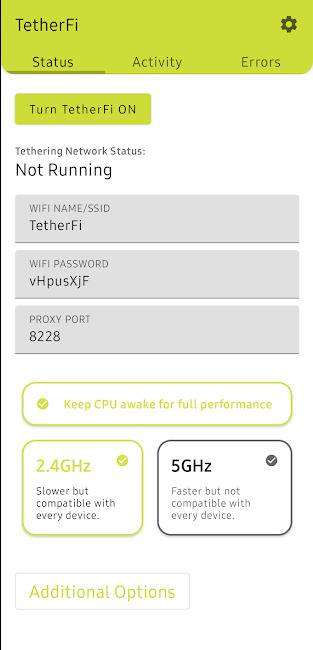 TetherFi
Status Activity Errors
Turn TetherFi ON
Tethering Network Status:
Not Running
WIFI NAME/SSID
TetherFi
WIFI PASSWORD
vHpusXjF
PROXY PORT
8228
Keep CPU awake for full performance
2.4GHz
Slower but
compatible with
every device.
5GHz
Faster but not
compatible with
every device.
Additional Options